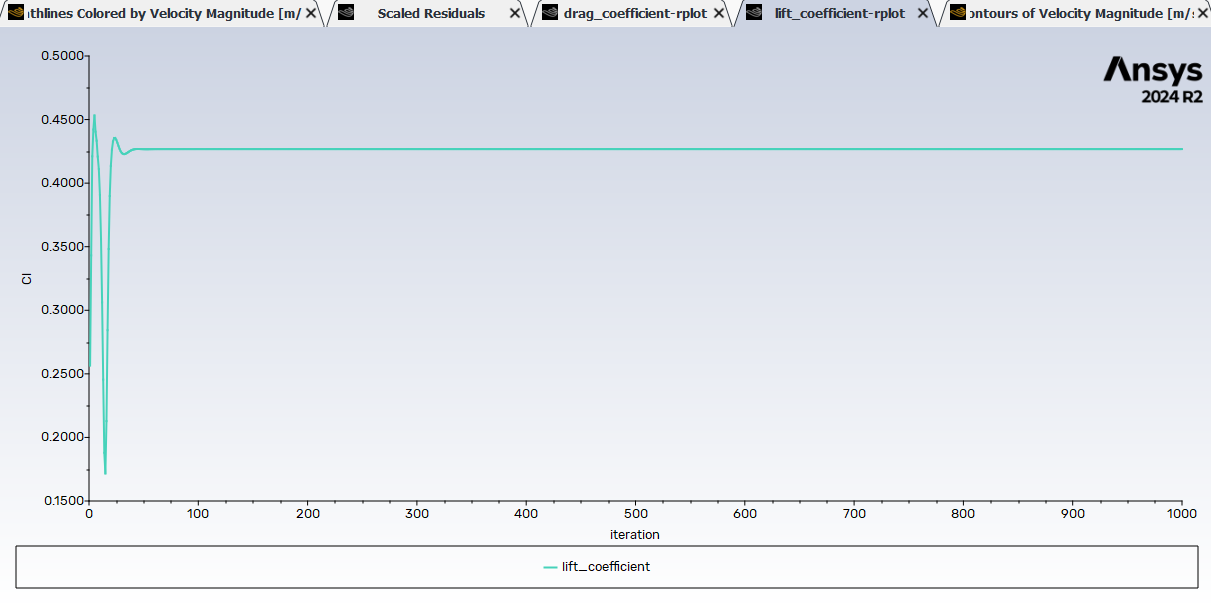 thlines Colored by Velocity Magnitude [m/ Scaled Residuals drag_coefficient-rplot lift_coefficient-rplot ontours of Velocity Magnitude [m/s
Ansys
2024 R2
0.5000
0.4500
0.4000
0.3500
0.3000
0.2500
0.2000
0.1500
Cl
0 100 200 300 400 500 600 700 800 900 1000
iteration
lift_coefficient